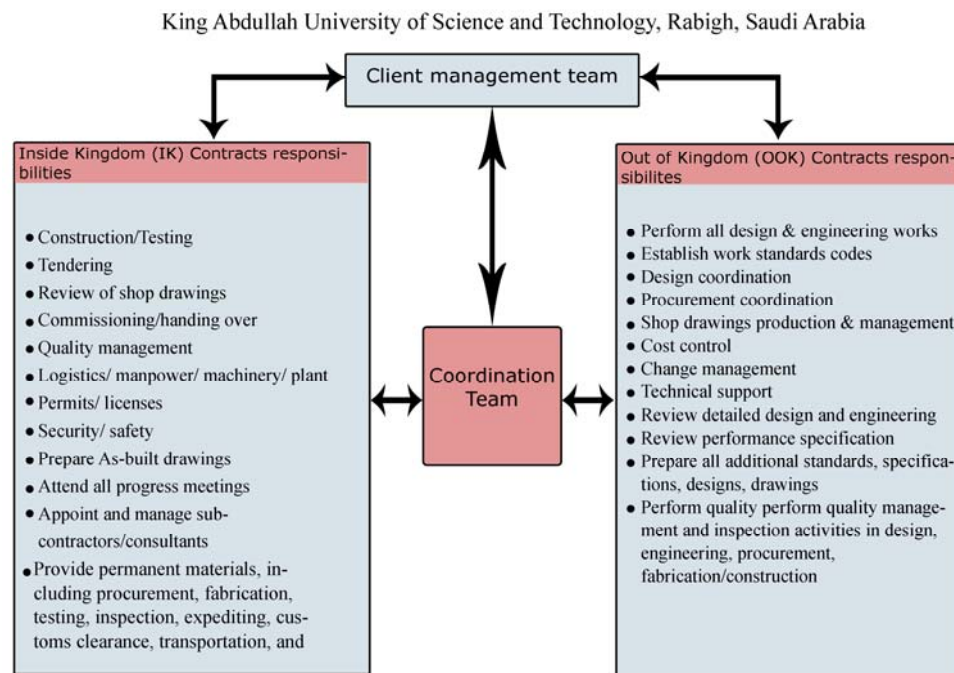 King Abdullah University of Science and Technology, Rabigh, Saudi Arabia
Client management team
Inside Kingdom (IK) Contracts responsi-
bilities
● Construction/Testing
● Tendering
● Review of shop drawings
● Commissioning/handing over
● Quality management
● Logistics/ manpower/ machinery/ plant
● Permits/ licenses
● Security/ safety
● Prepare As-built drawings
● Attend all progress meetings
● Appoint and manage sub-
contractors/consultants
● Provide permanent materials, in-
cluding procurement, fabrication,
testing, inspection, expediting, cus-
toms clearance, transportation, and
Coordination
Team
Out of Kingdom (OOK) Contracts respon-
sibilites
● Perform all design & engineering works
● Establish work standards codes
● Design coordination
● Procurement coordination
● Shop drawings production & management
● Cost control
● Change management
● Technical support
● Review detailed design and engineering
● Review performance specification
● Prepare all additional standards, specifica-
tions, designs, drawings
● Perform quality perform quality manage-
ment and inspection activities in design,
engineering, procurement,
fabrication/construction